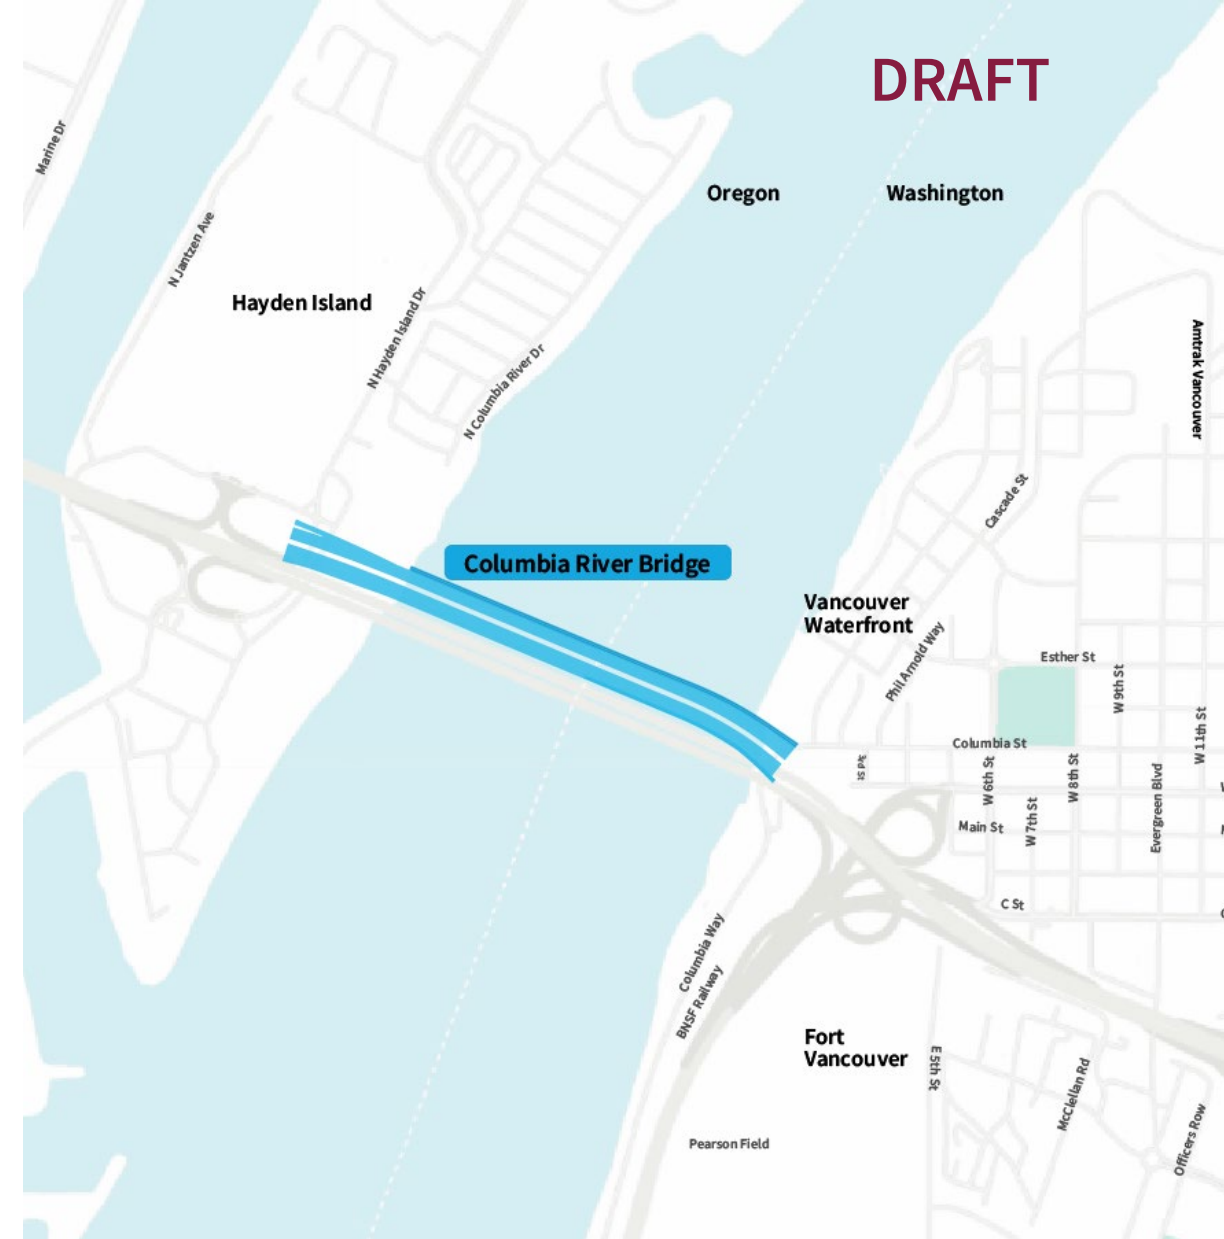 DRAFT
Marine Dr
Oregon
Washington
N Jantzen Ave
Hayden Island
N Hayden Island Dr
N Columbia River Dr
Amtrak Vancouver
Cascade St
Columbia River Bridge
Vancouver
Waterfront
Phil Arnold Way
Esther St
W 9th St
W 11th St
Columbia St
3rd St
W 6th St
W 8th St
Evergreen Blvd
W 7th St
Main St
C St
Columbia Way
BNSF Railway
Fort
Vancouver
E 5th St
McClellan Rd
Officers Row
Pearson Field